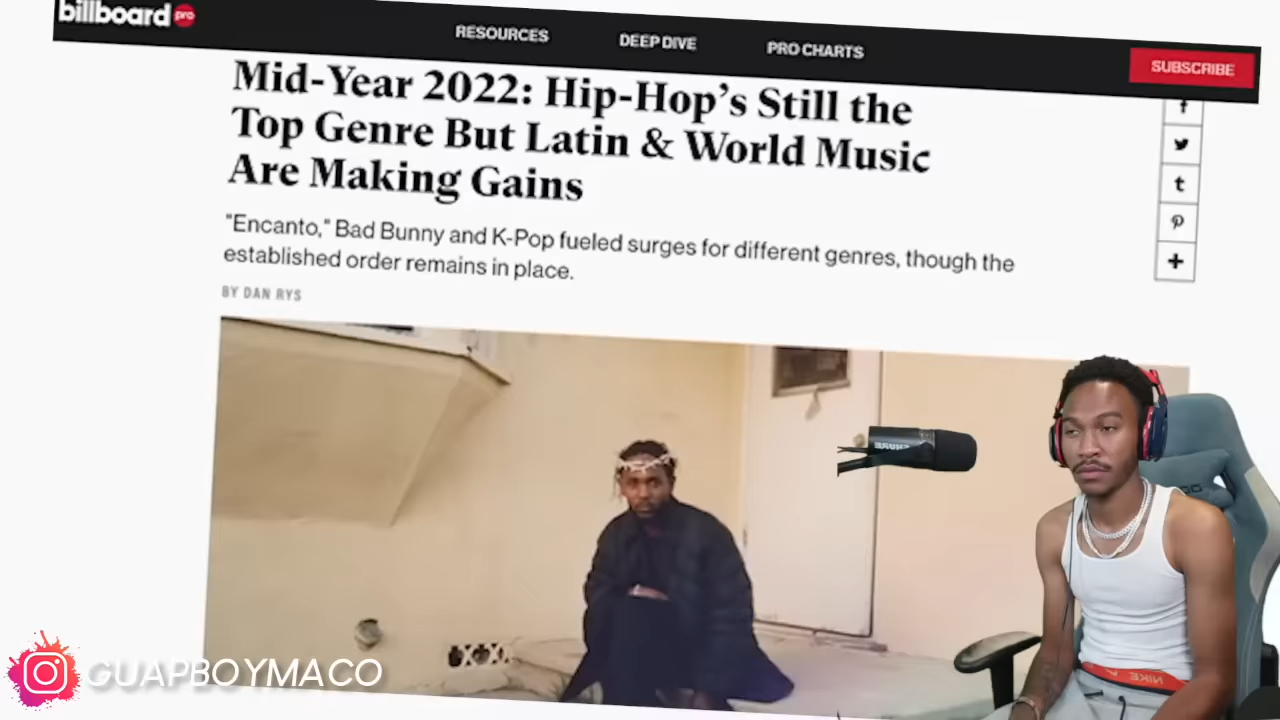 billboard pro
RESOURCES DEEP DIVE PRO CHARTS
SUBSCRIBE
Mid-Year 2022: Hip-Hop's Still the
Top Genre But Latin & World Music
Are Making Gains
"Encanto," Bad Bunny and K-Pop fueled surges for different genres, though the
established order remains in place.
BY DAN RYS
GUAPBOYMACO